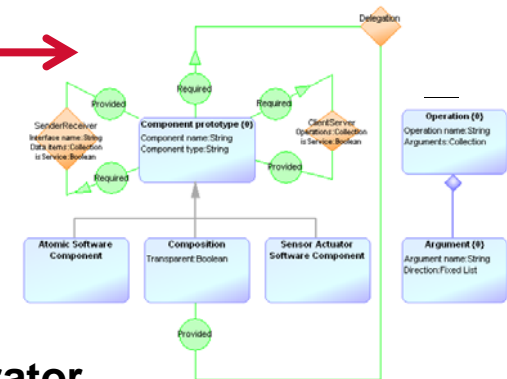 Delegation
Required
Provided
Required
SenderReceiver
Interface name:String
Data items:Collection
is Service:Boolean
Component prototype (0)
Component name:String
Component type:String
ClientServer
Operations:Collection
is Service:Boolean
Required
Provided
Operation (0)
Operation name:String
Arguments:Collection
Atomic Software
Component
Composition
Transparent:Boolean
Sensor Actuator
Software Component
Argument (0)
Argument name:String
Direction:Fixed List
Provided